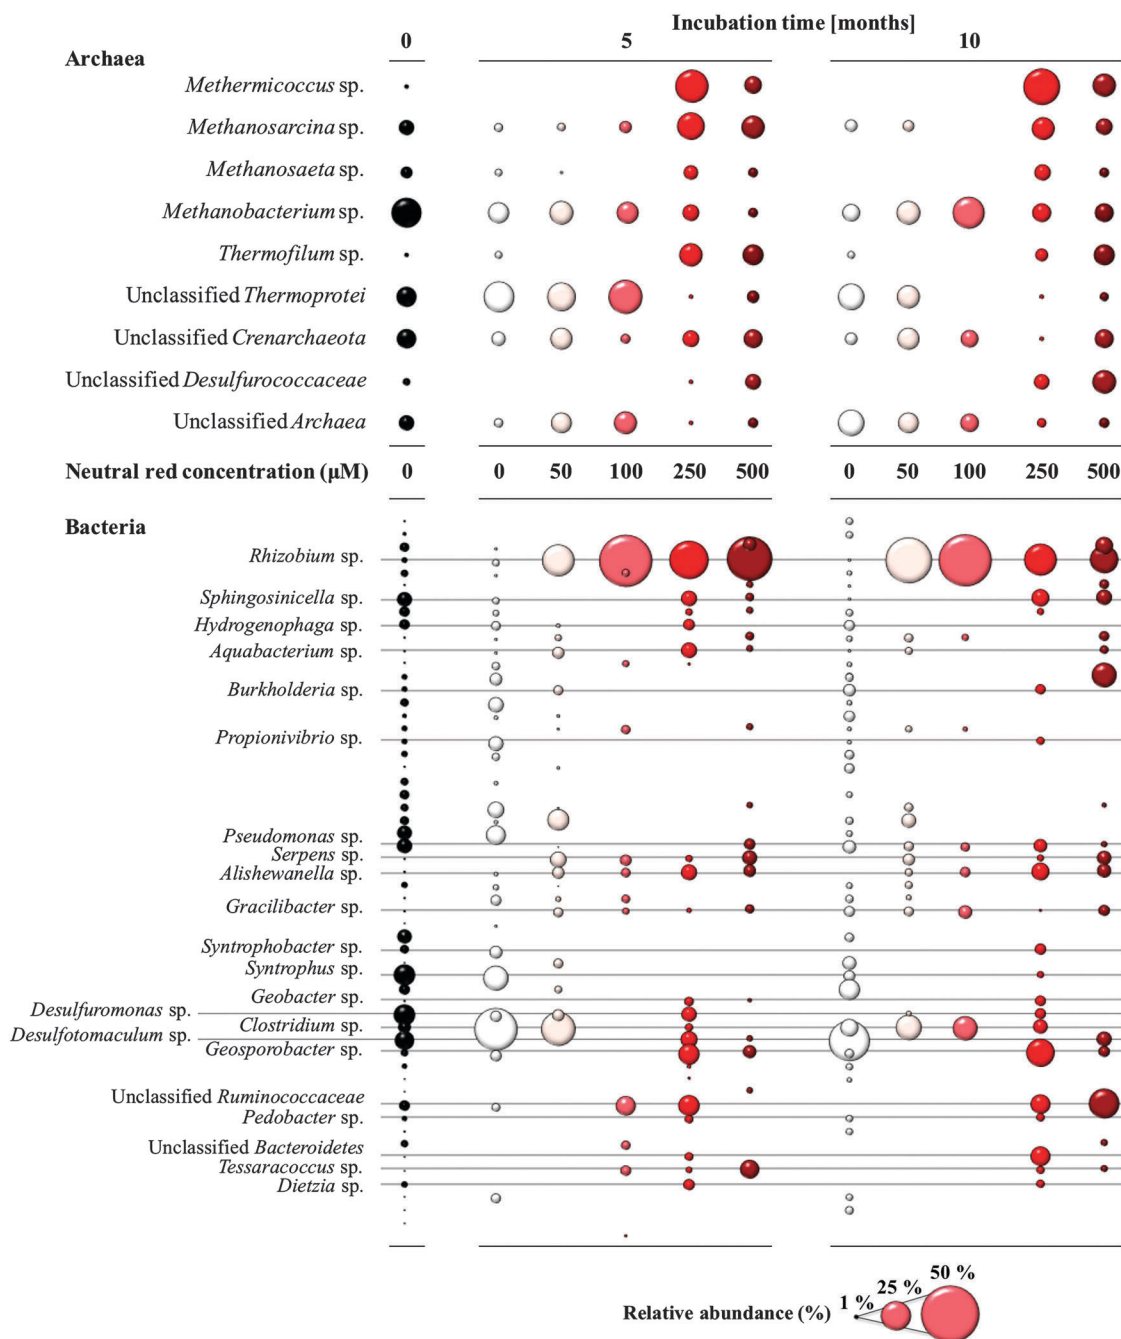 Incubation time [months]
0 5 10
Archaea
Methermicoccus sp.
Methanosarcina sp.
Methanosaeta sp.
Methanobacterium sp.
Thermofilum sp.
Unclassified Thermoprotei
Unclassified Crenarchaeota
Unclassified Desulfurococcaceae
Unclassified Archaea
Neutral red concentration (µM) 0 0 50 100 250 500 0 50 100 250 500
Bacteria
Rhizobium sp.
Sphingosinicella sp.
Hydrogenophaga sp.
Aquabacterium sp.
Burkholderia sp.
Propionivibrio sp.
Pseudomonas sp.
Serpens sp.
Alishewanella sp.
Gracilibacter sp.
Syntrophobacter sp.
Syntrophus sp.
Geobacter sp.
Desulfuromonas sp.
Clostridium sp.
Desulfotomaculum sp.
Geosporobacter sp.
Unclassified Ruminococcaceae
Pedobacter sp.
Unclassified Bacteroidetes
Tessaracoccus sp.
Dietzia sp.
Relative abundance (%) 1 % 25 % 50 %